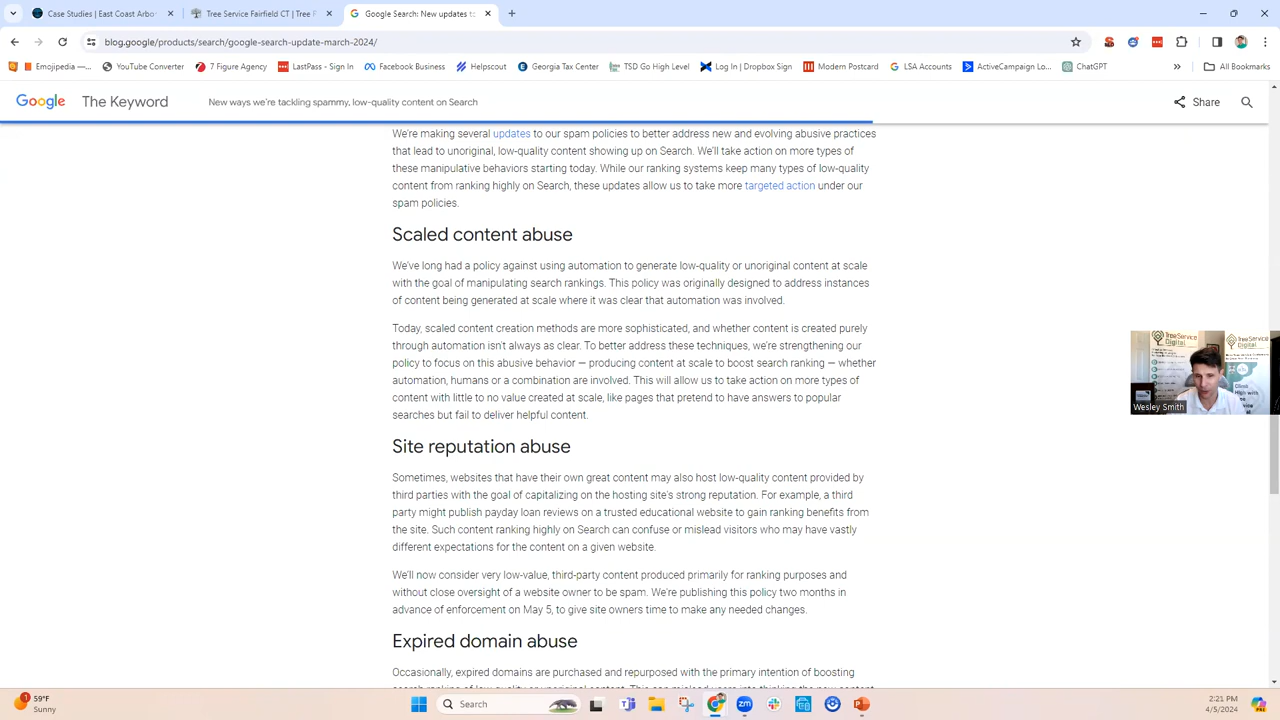 Case Studies | East Coast Arbo
Tree Service Fairfield CT | Tree F
Google Search: New updates to
blog.google/products/search/google-search-update-march-2024/
Emojipedia —...
YouTube Converter
7 Figure Agency
LastPass - Sign In
Facebook Business
Helpscout
Georgia Tax Center
TSD Go High Level
Log In | Dropbox Sign
Modern Postcard
LSA Accounts
ActiveCampaign Lo...
ChatGPT
All Bookmarks
Google The Keyword
New ways we're tackling spammy, low-quality content on Search
Share
We're making several updates to our spam policies to better address new and evolving abusive practices
that lead to unoriginal, low-quality content showing up on Search. We'll take action on more types of
these manipulative behaviors starting today. While our ranking systems keep many types of low-quality
content from ranking highly on Search, these updates allow us to take more targeted action under our
spam policies.
Scaled content abuse
We've long had a policy against using automation to generate low-quality or unoriginal content at scale
with the goal of manipulating search rankings. This policy was originally designed to address instances
of content being generated at scale where it was clear that automation was involved.
Today, scaled content creation methods are more sophisticated, and whether content is created purely
through automation isn't always as clear. To better address these techniques, we're strengthening our
policy to focus on this abusive behavior — producing content at scale to boost search ranking — whether
automation, humans or a combination are involved. This will allow us to take action on more types of
content with little to no value created at scale, like pages that pretend to have answers to popular
searches but fail to deliver helpful content.
Site reputation abuse
Sometimes, websites that have their own great content may also host low-quality content provided by
third parties with the goal of capitalizing on the hosting site's strong reputation. For example, a third
party might publish payday loan reviews on a trusted educational website to gain ranking benefits from
the site. Such content ranking highly on Search can confuse or mislead visitors who may have vastly
different expectations for the content on a given website.
We'll now consider very low-value, third-party content produced primarily for ranking purposes and
without close oversight of a website owner to be spam. We're publishing this policy two months in
advance of enforcement on May 5, to give site owners time to make any needed changes.
Expired domain abuse
Occasionally, expired domains are purchased and repurposed with the primary intention of boosting
Tree Service
Digital
Tree Service
Digital
Climb
High with
Wesley Smith
1
59°F
Sunny
Search
2:21 PM
4/5/2024